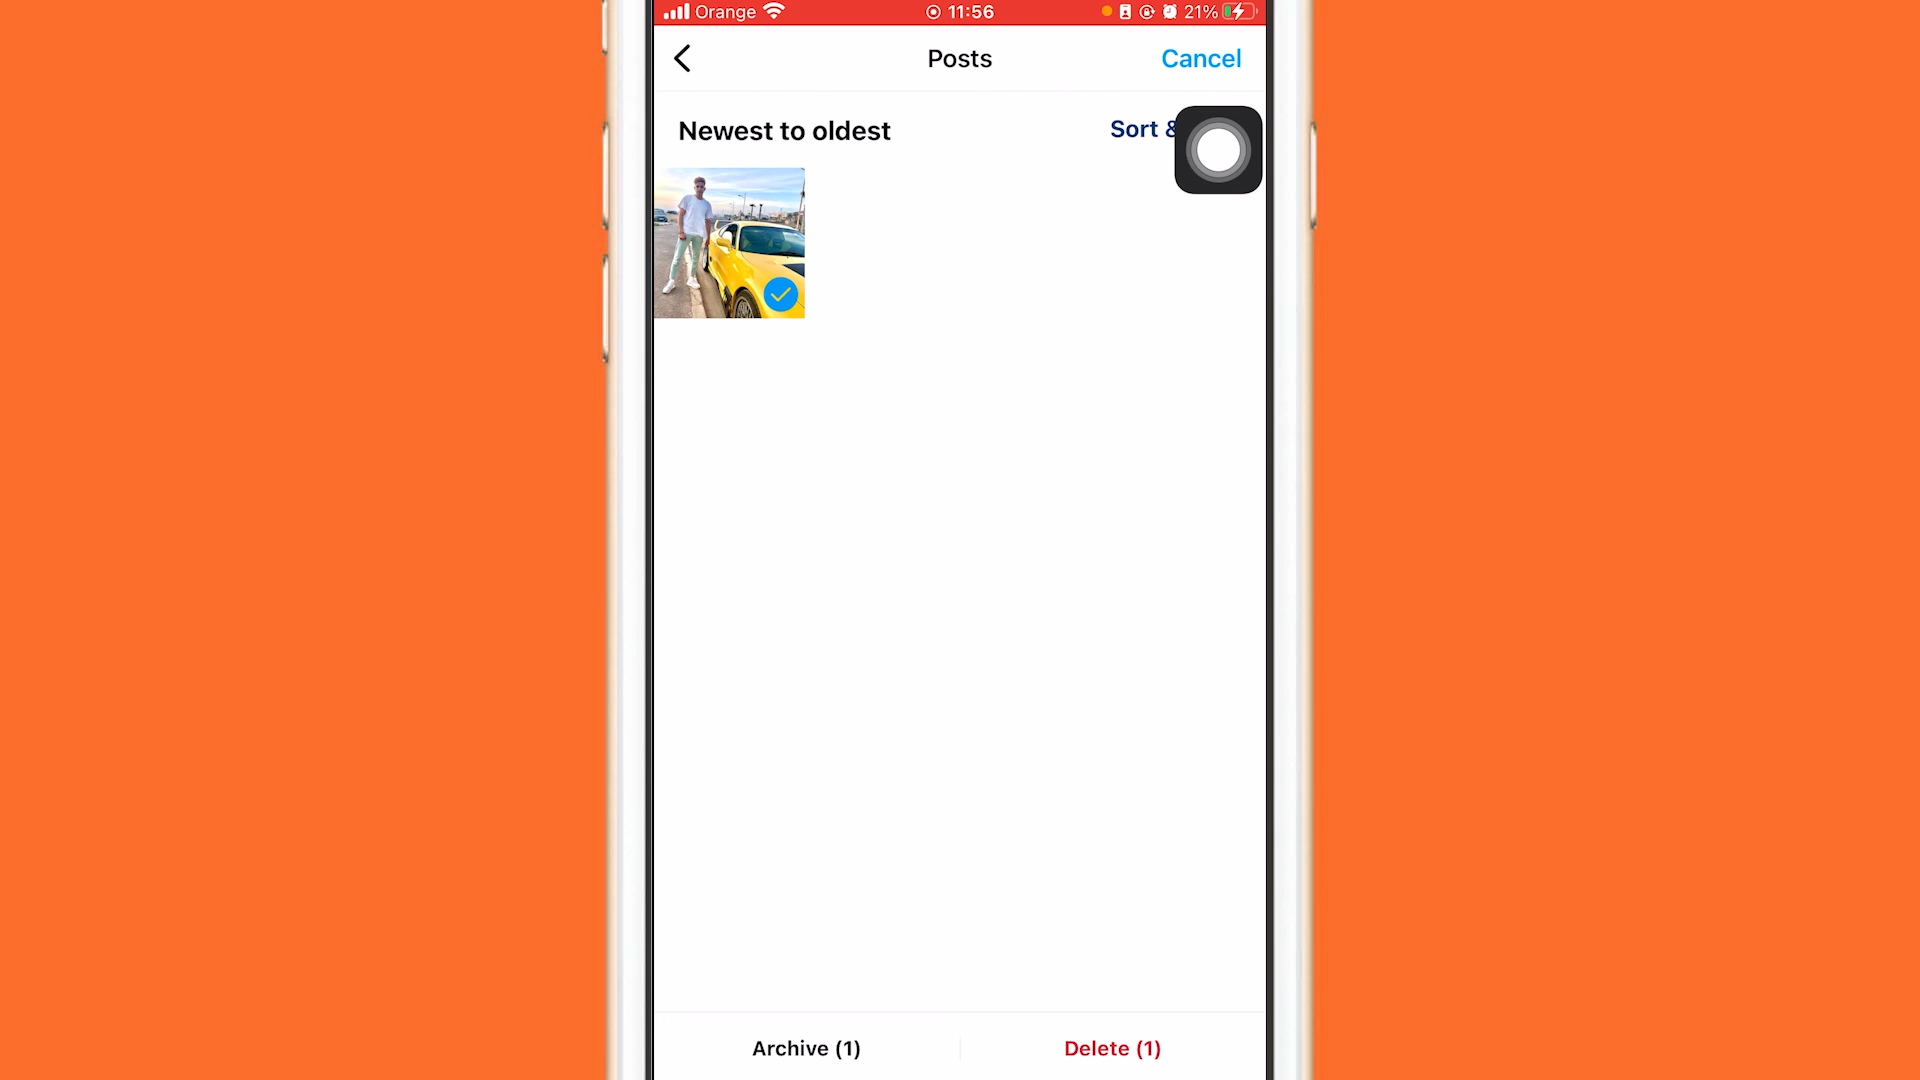 Orange 11:56 21%
Posts Cancel
Newest to oldest Sort &
Archive (1) Delete (1)